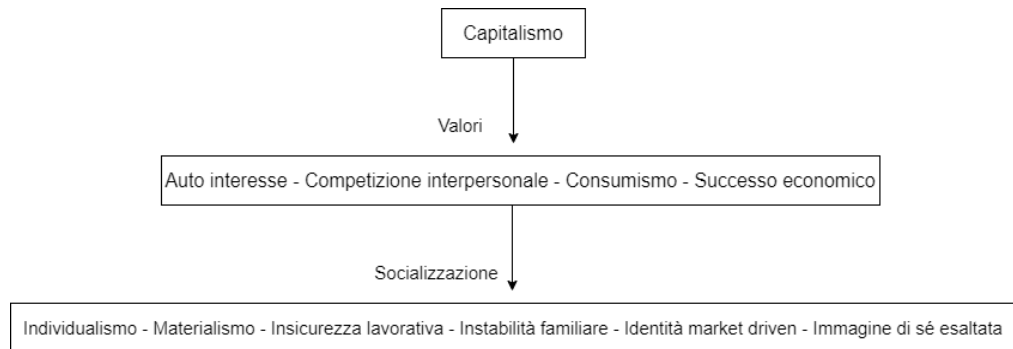 Capitalismo
Valori
Auto interesse - Competizione interpersonale - Consumismo - Successo economico
Socializzazione
Individualismo - Materialismo - Insicurezza lavorativa - Instabilità familiare - Identità market driven - Immagine di sé esaltata